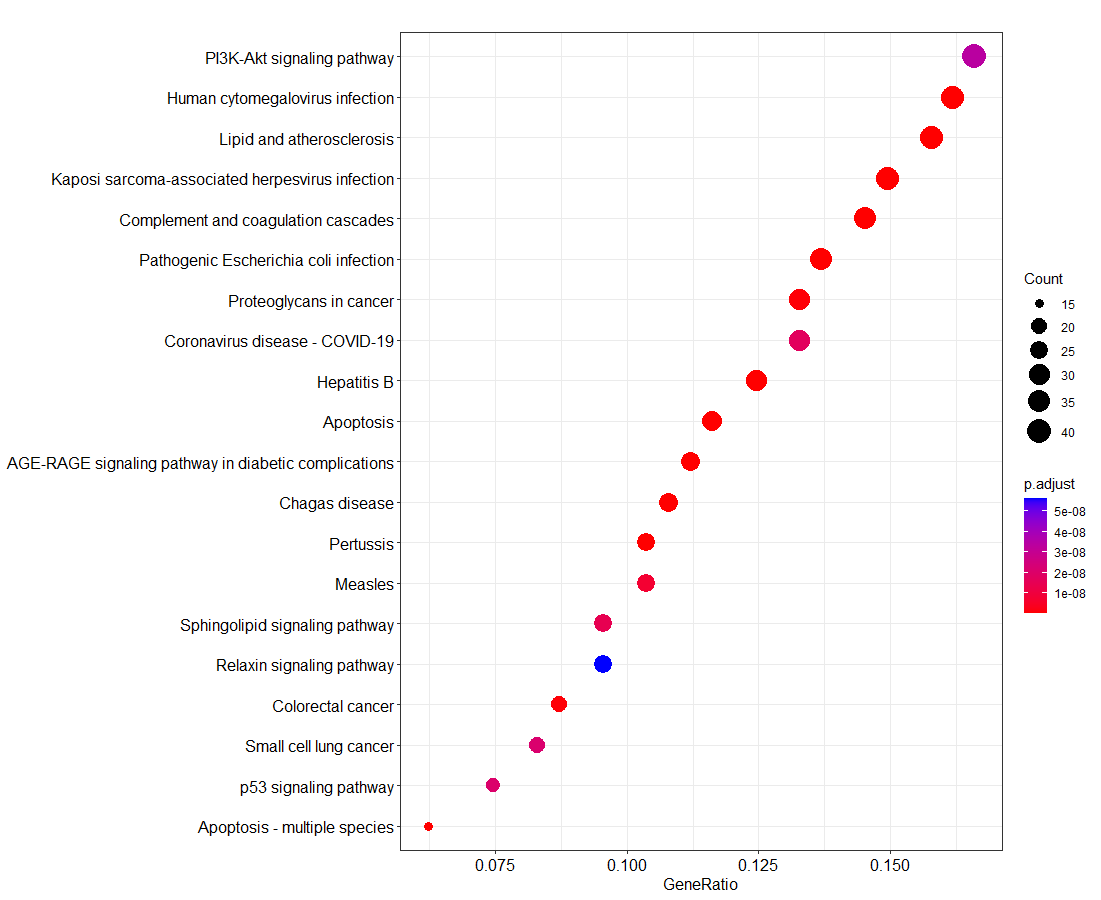 PI3K-Akt signaling pathway
Human cytomegalovirus infection
Lipid and atherosclerosis
Kaposi sarcoma-associated herpesvirus infection
Complement and coagulation cascades
Pathogenic Escherichia coli infection
Proteoglycans in cancer
Coronavirus disease - COVID-19
Hepatitis B
Apoptosis
AGE-RAGE signaling pathway in diabetic complications
Chagas disease
Pertussis
Measles
Sphingolipid signaling pathway
Relaxin signaling pathway
Colorectal cancer
Small cell lung cancer
p53 signaling pathway
Apoptosis - multiple species
0.075 0.100 0.125 0.150
GeneRatio
Count
15
20
25
30
35
40
p.adjust
5e-08
4e-08
3e-08
2e-08
1e-08